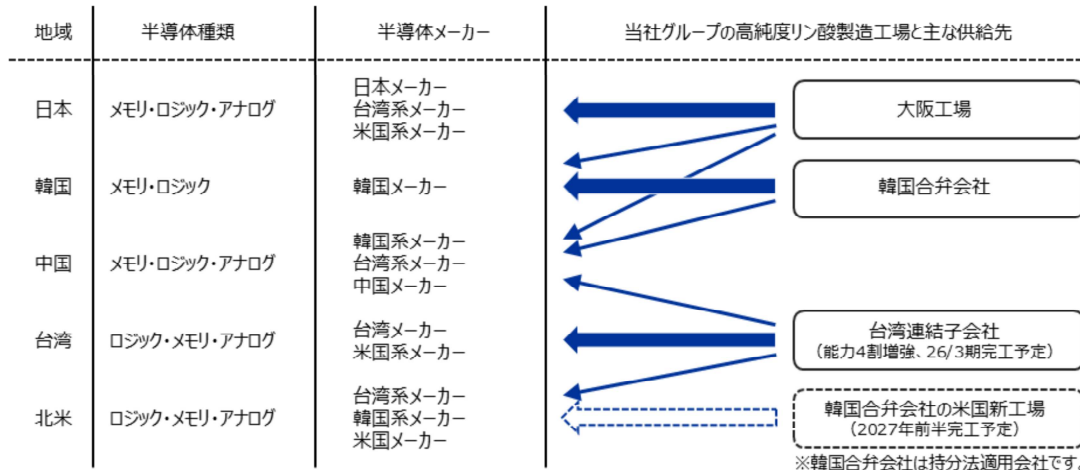 地域 半導体種類 半導体メーカー 当社グループの高純度リン酸製造工場と主な供給先
日本 メモリ・ロジック・アナログ
日本メーカー
台湾系メーカー
米国系メーカー
大阪工場
韓国 メモリ・ロジック 韓国メーカー 韓国合弁会社
中国 メモリ・ロジック・アナログ
韓国系メーカー
台湾系メーカー
中国メーカー
台湾 ロジック・メモリ・アナログ
台湾メーカー
米国系メーカー
台湾連結子会社
（能力4割増強、26/3期完工予定）
北米 ロジック・メモリ・アナログ
台湾系メーカー
韓国系メーカー
米国メーカー
韓国合弁会社の米国新工場
（2027年前半完工予定）
※韓国合弁会社は持分法適用会社です。